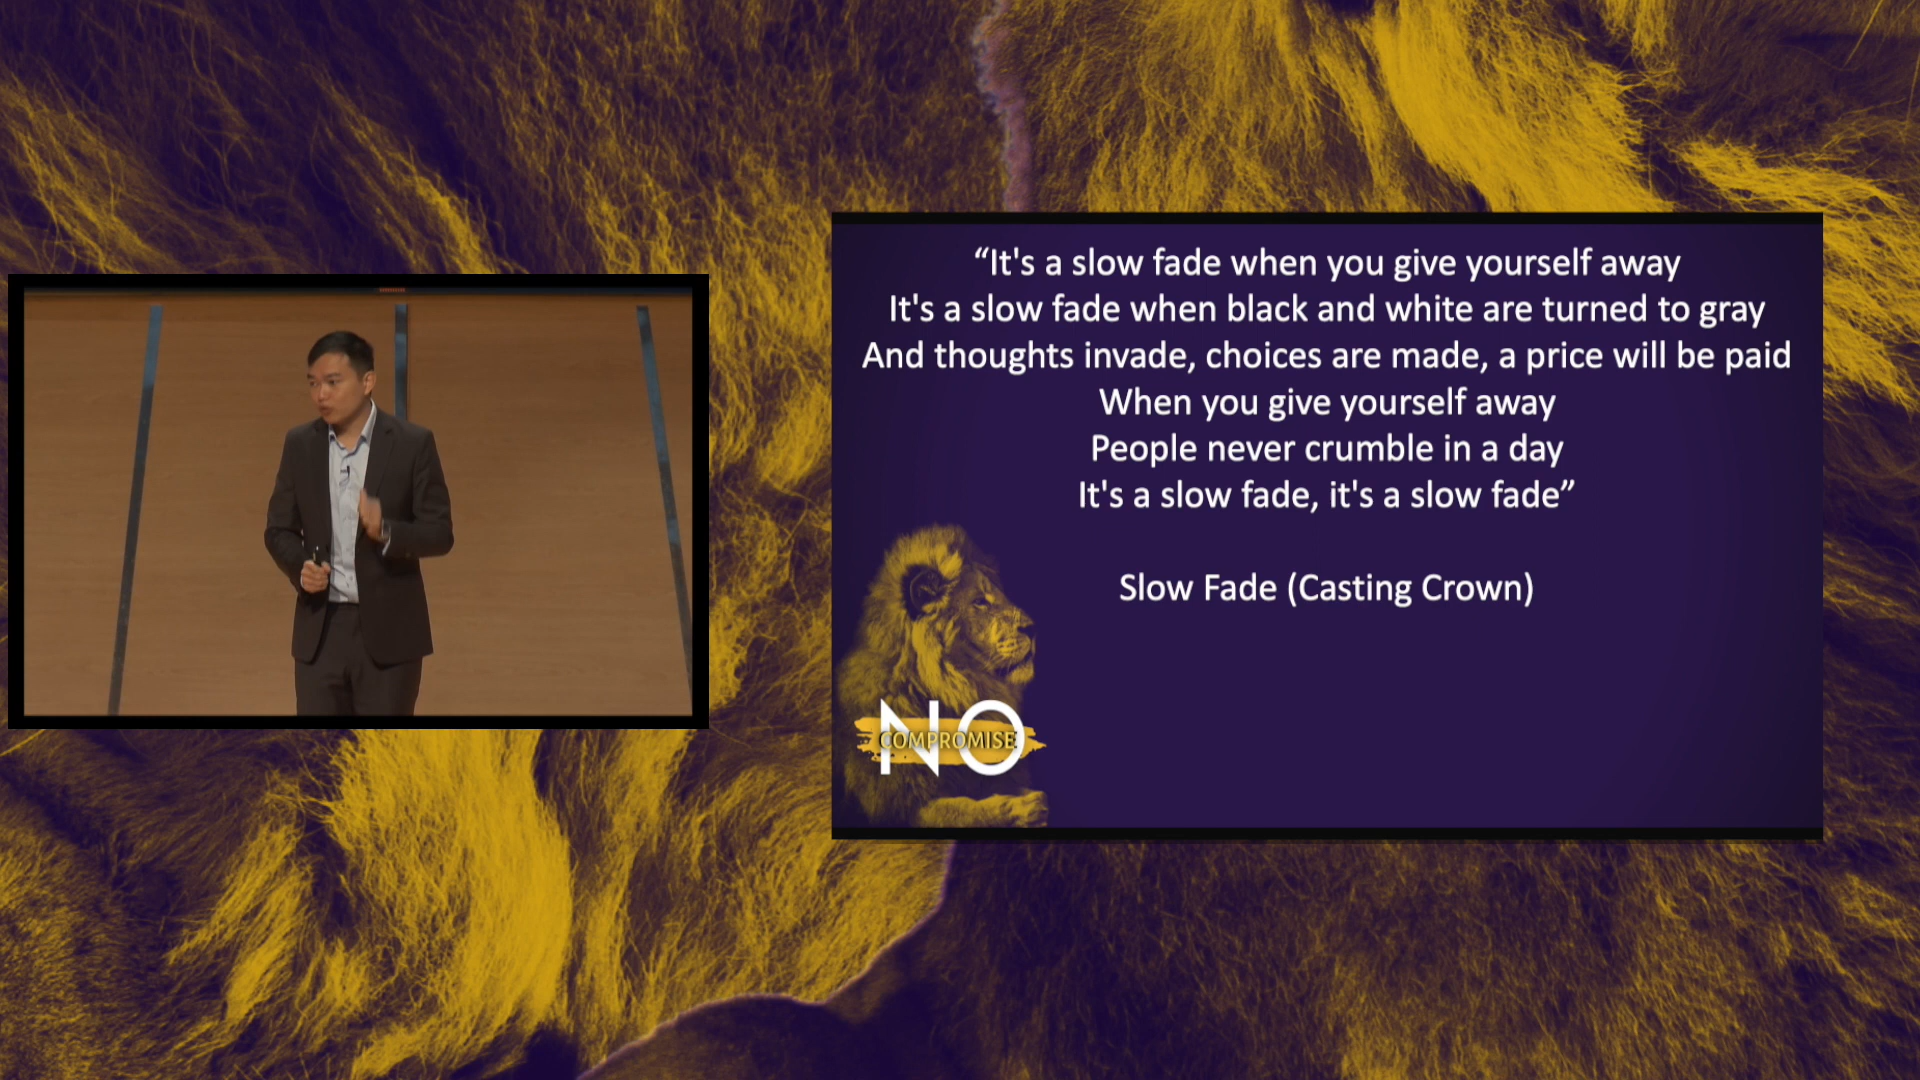 “It's a slow fade when you give yourself away
It's a slow fade when black and white are turned to gray
And thoughts invade, choices are made, a price will be paid
When you give yourself away
People never crumble in a day
It's a slow fade, it's a slow fade”
Slow Fade (Casting Crown)
NO
COMPROMISE